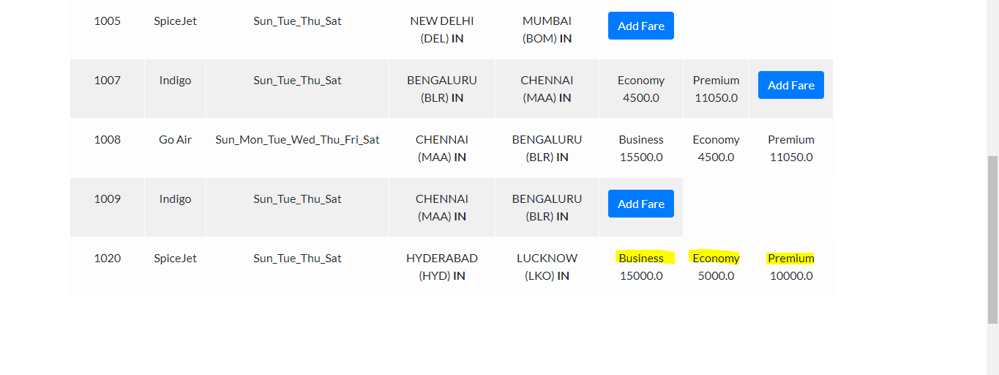 1005 SpiceJet Sun_Tue_Thu_Sat NEW DELHI MUMBAI Add Fare
(DEL) IN (BOM) IN
1007 Indigo Sun_Tue_Thu_Sat BENGALURU CHENNAI Economy Premium Add Fare
(BLR) IN (MAA) IN 4500.0 11050.0
1008 Go Air Sun_Mon_Tue_Wed_Thu_Fri_Sat CHENNAI BENGALURU Business Economy Premium
(MAA) IN (BLR) IN 15500.0 4500.0 11050.0
1009 Indigo Sun_Tue_Thu_Sat CHENNAI BENGALURU Add Fare
(MAA) IN (BLR) IN
1020 SpiceJet Sun_Tue_Thu_Sat HYDERABAD LUCKNOW Business Economy Premium
(HYD) IN (LKO) IN 15000.0 5000.0 10000.0